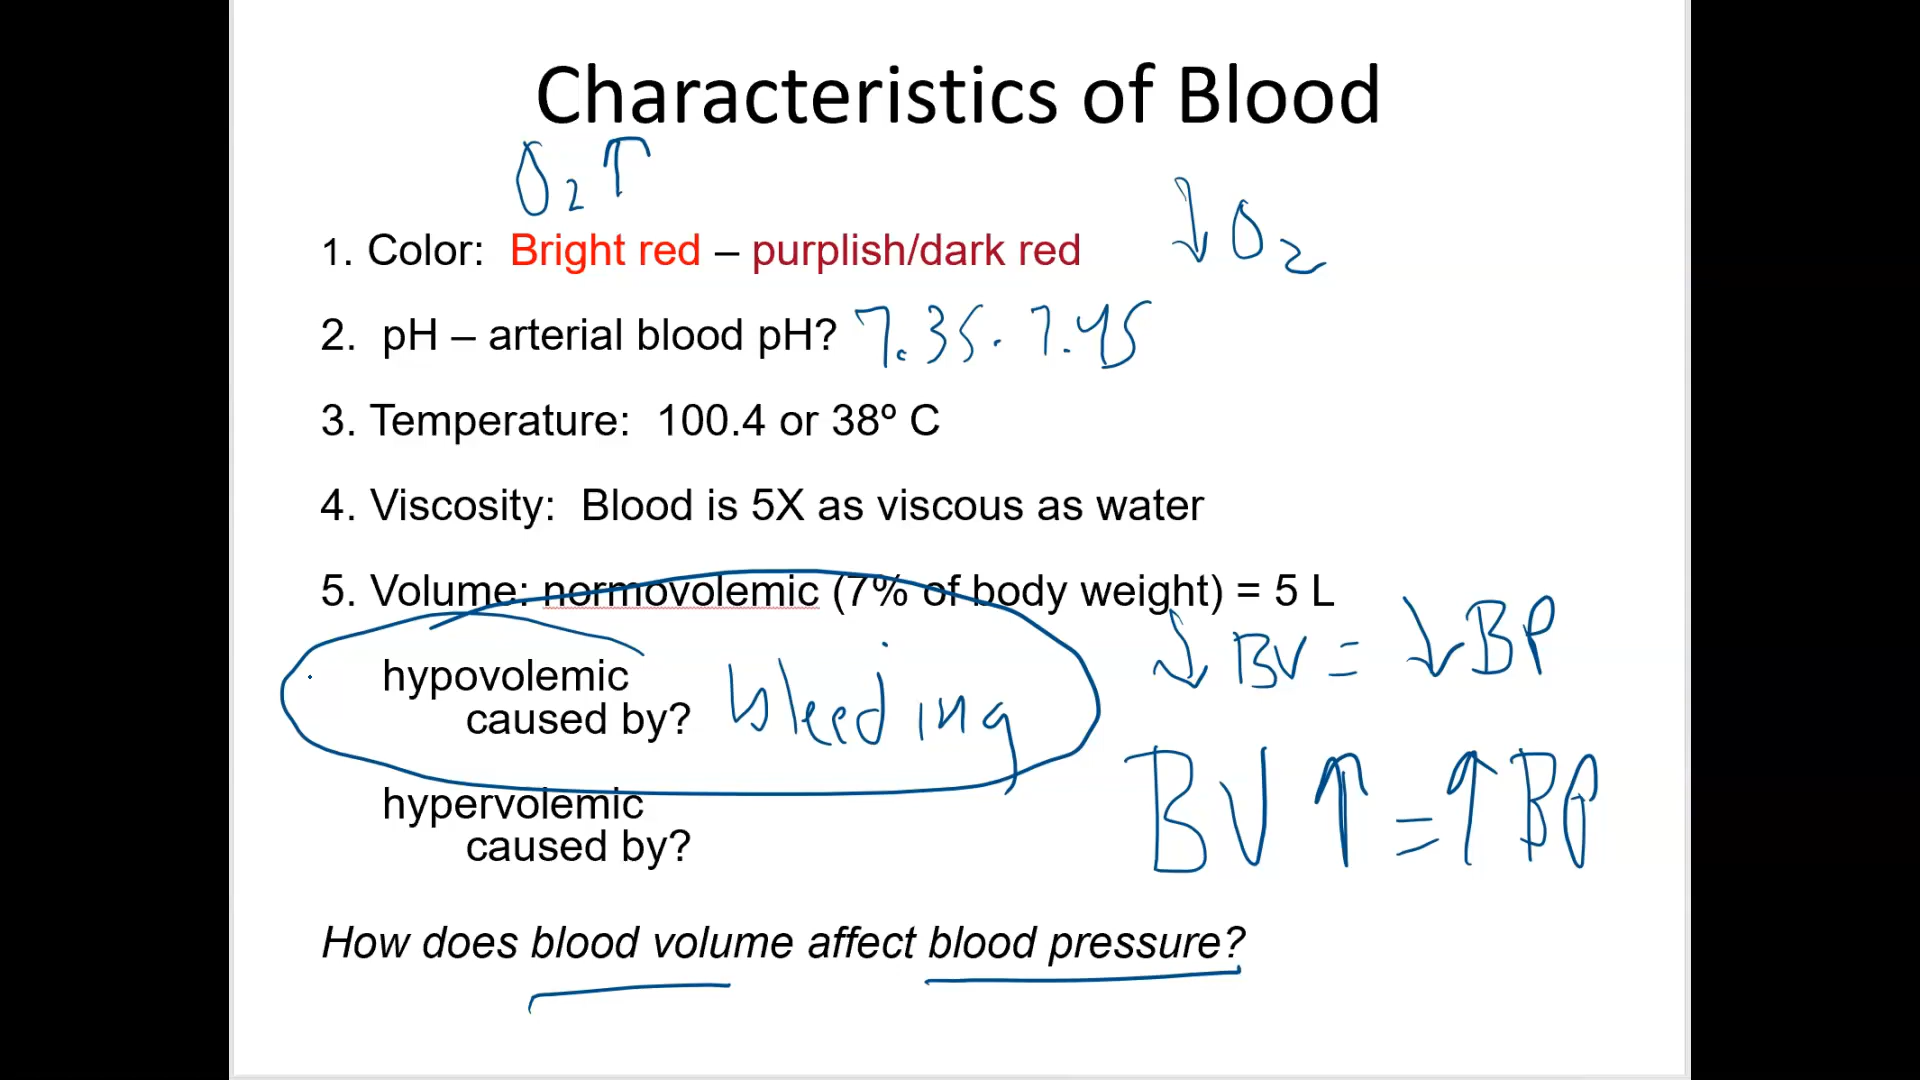 Characteristics of Blood
O2 ↑
↓ O2
1. Color: Bright red – purplish/dark red
2. pH – arterial blood pH? 7.35 - 7.45
3. Temperature: 100.4 or 38º C
4. Viscosity: Blood is 5X as viscous as water
5. Volume: normovolemic (7% of body weight) = 5 L
↓ BV = ↓ BP
hypovolemic
caused by? bleeding
BV ↑ = ↑ BP
hypervolemic
caused by?
How does blood volume affect blood pressure?